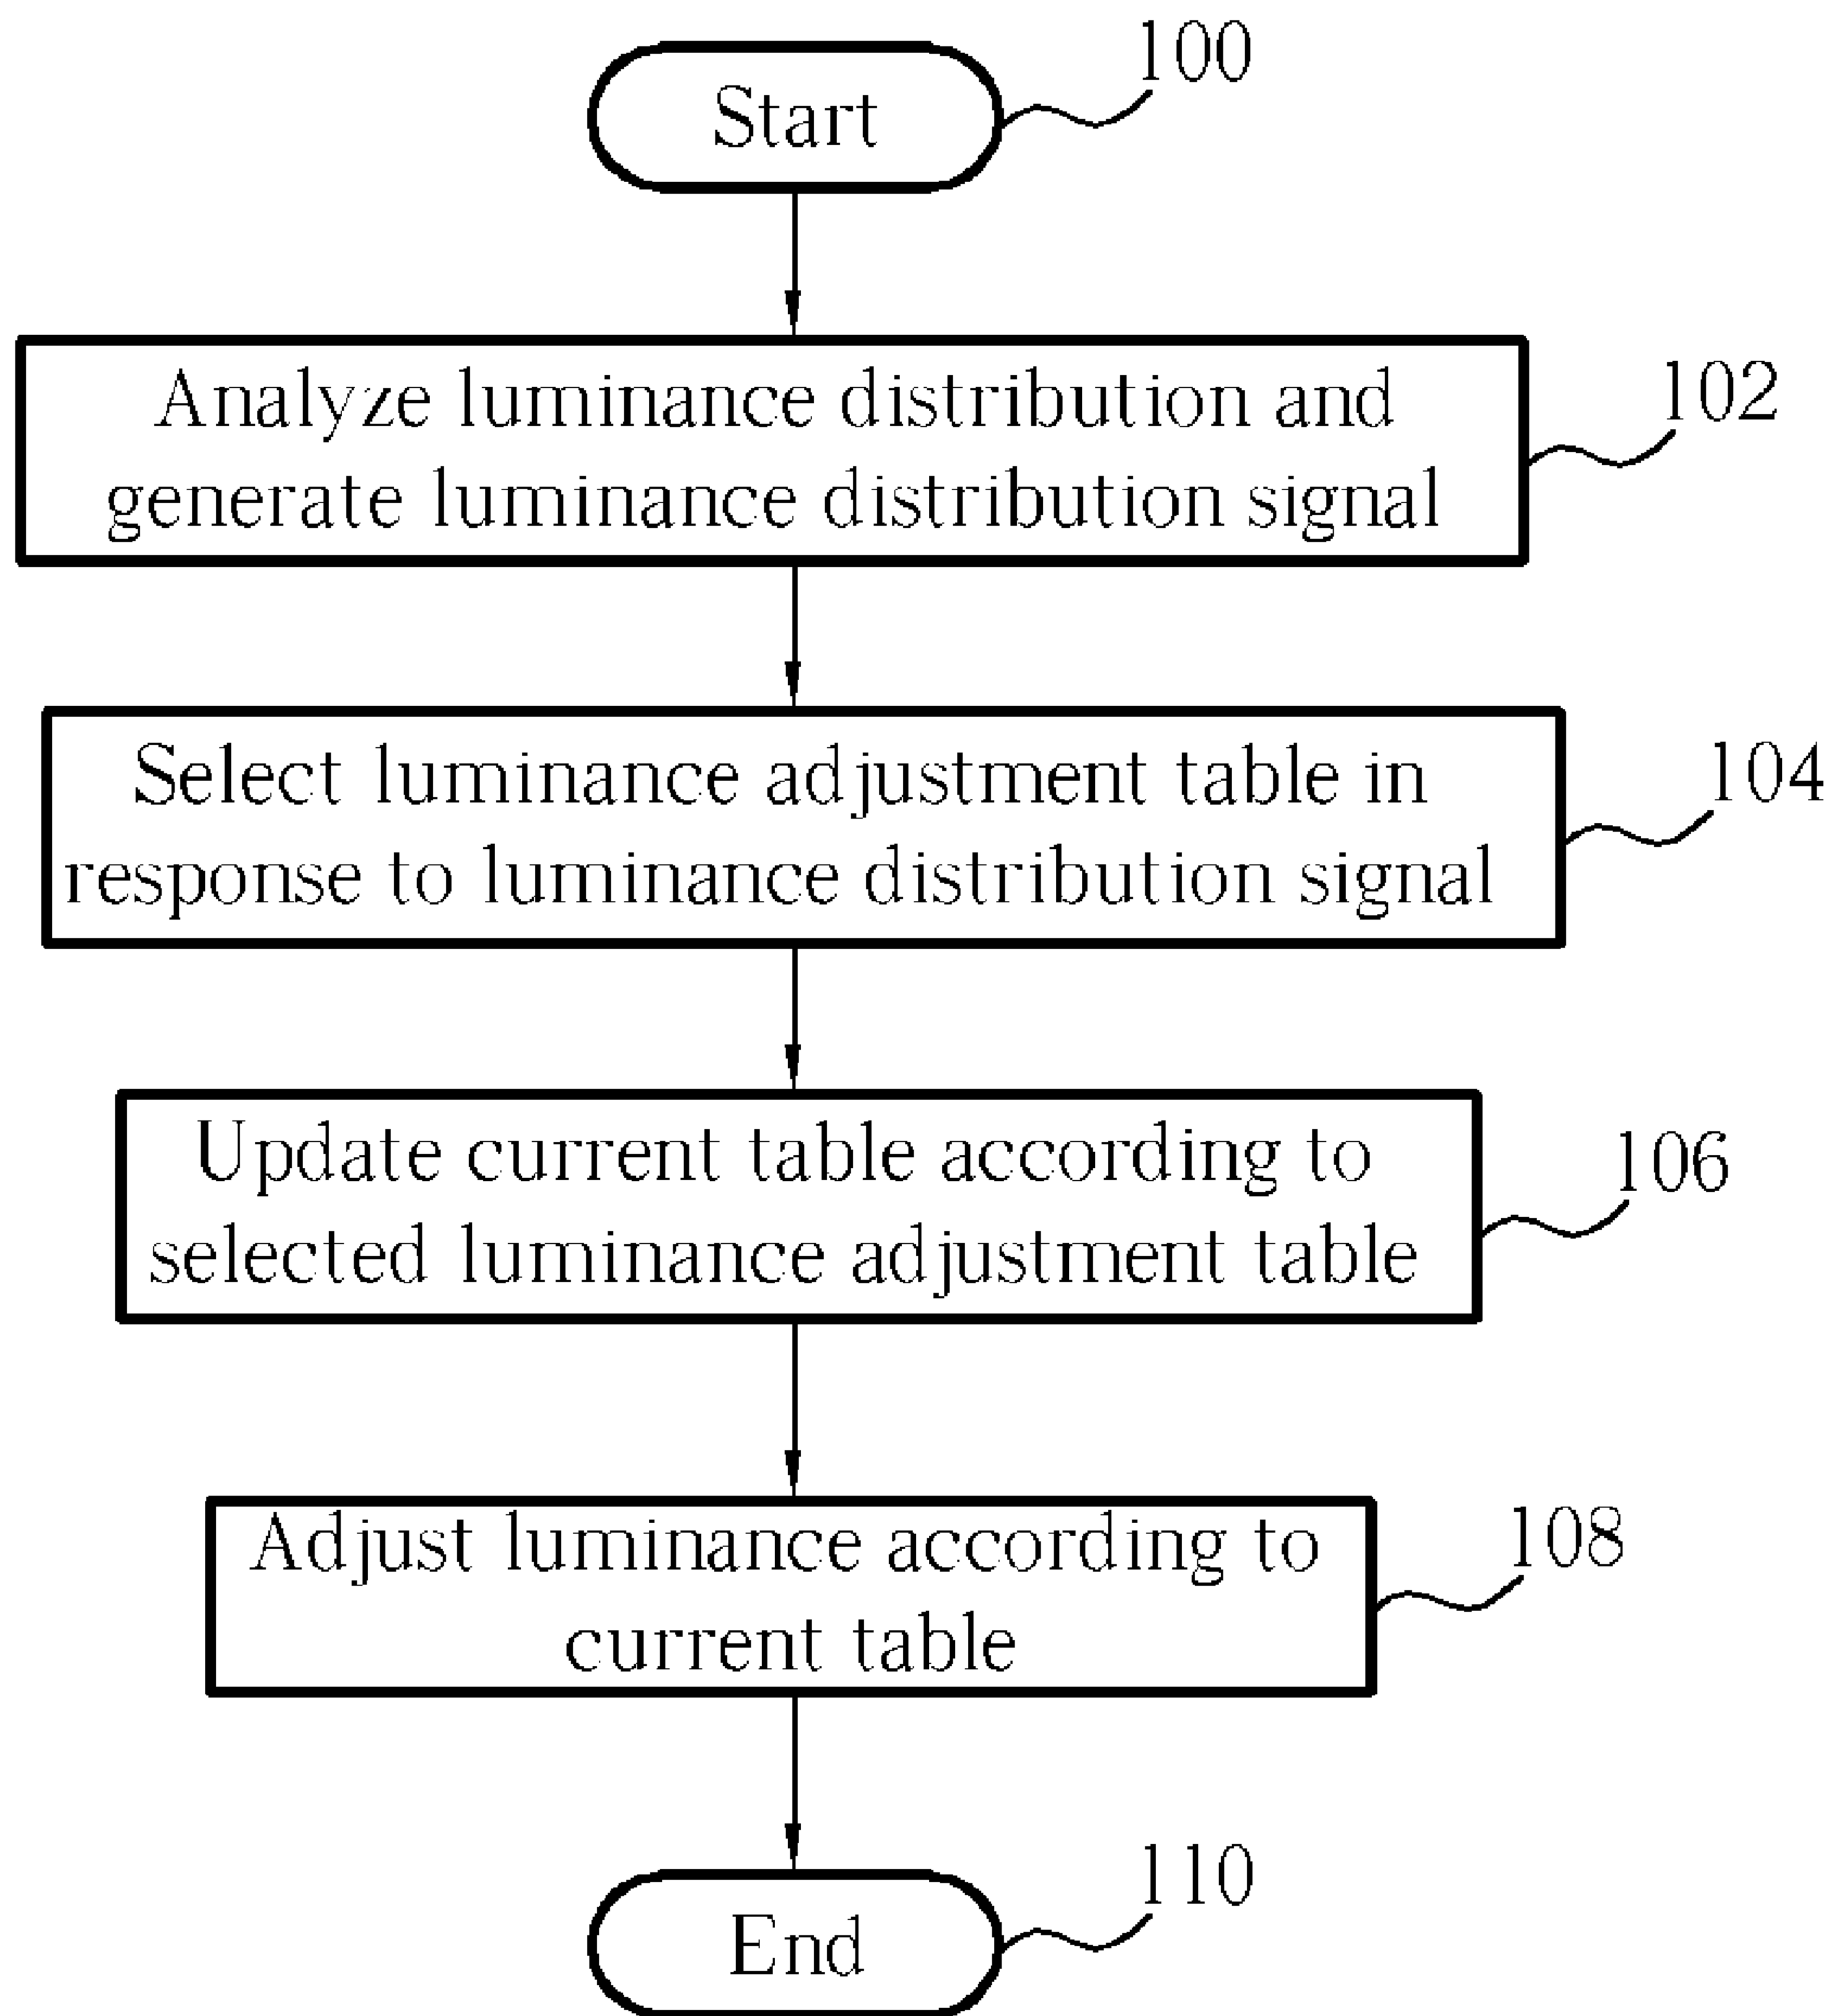 Start
100
Analyze luminance distribution and
generate luminance distribution signal
102
Select luminance adjustment table in
response to luminance distribution signal
104
Update current table according to
selected luminance adjustment table
106
Adjust luminance according to
current table
108
End
110